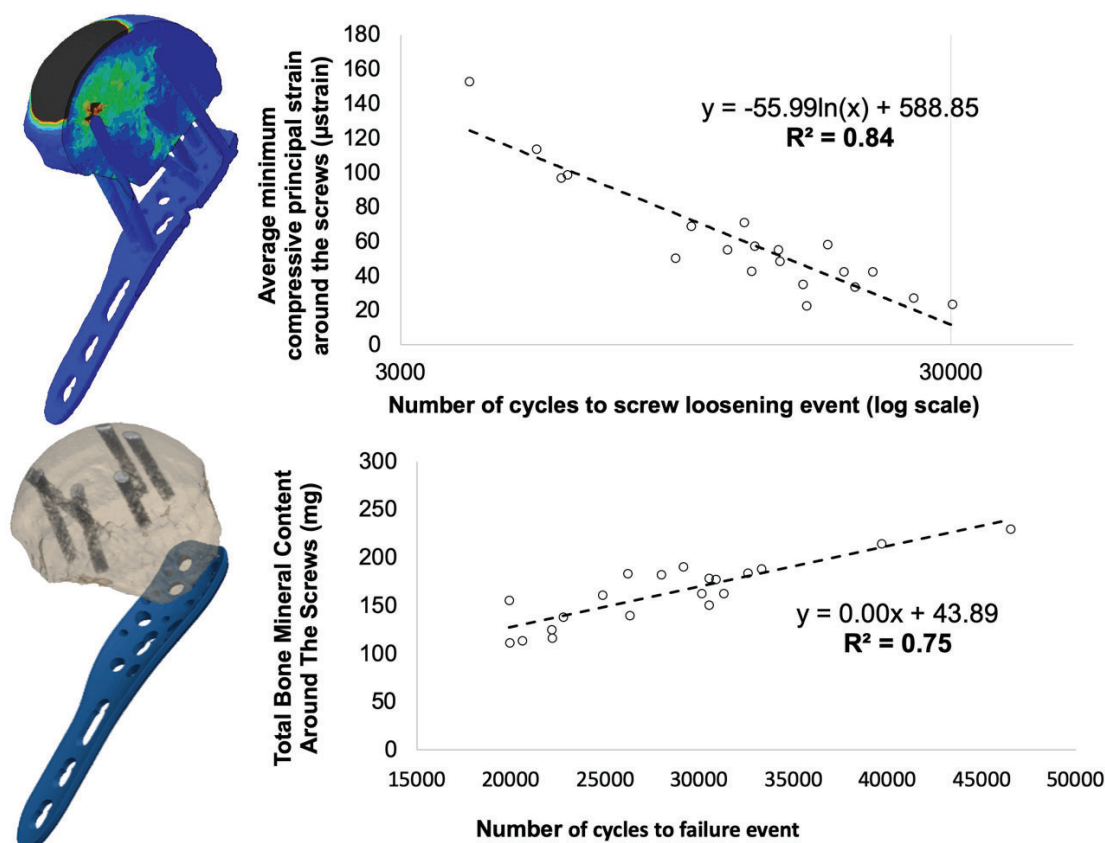 Average minimum
compressive principal strain
around the screws (µstrain)
180
160
140
120
100
80
60
40
20
0
y = -55.99ln(x) + 588.85
R² = 0.84
3000
30000
Number of cycles to screw loosening event (log scale)
Total Bone Mineral Content
Around The Screws (mg)
300
250
200
150
100
50
0
y = 0.00x + 43.89
R² = 0.75
15000 20000 25000 30000 35000 40000 45000 50000
Number of cycles to failure event